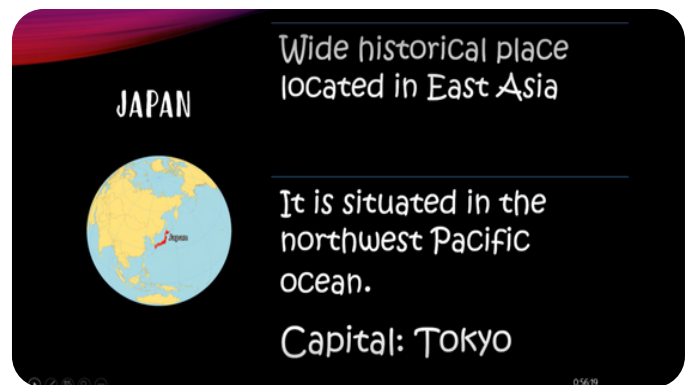 JAPAN
Wide historical place
located in East Asia
Japan
It is situated in the
northwest Pacific
ocean.
Capital: Tokyo
0:56:19